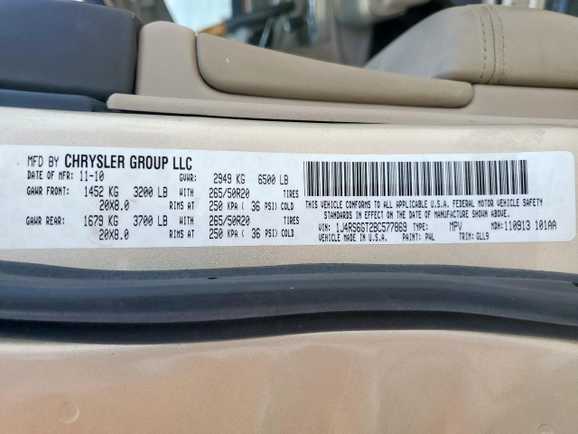 MFD BY CHRYSLER GROUP LLC
DATE OF MFR: 11-10 GVWR: 2949 KG 6500 LB
GAWR FRONT: 1452 KG 3200 LB WITH 265/50R20 TIRES
20X8.0 RIMS AT 250 KPA ( 36 PSI) COLD
GAWR REAR: 1679 KG 3700 LB WITH 265/50R20 TIRES
20X8.0 RIMS AT 250 KPA ( 36 PSI) COLD
THIS VEHICLE CONFORMS TO ALL APPLICABLE U.S.A. FEDERAL MOTOR VEHICLE SAFETY
STANDARDS IN EFFECT ON THE DATE OF MANUFACTURE SHOWN ABOVE.
VIN: 1J4RS6GT2BC577869 TYPE: MPV MDH: 110913 101AA
VEHICLE MADE IN U.S.A. PAINT: PAL TRIM: GLL9